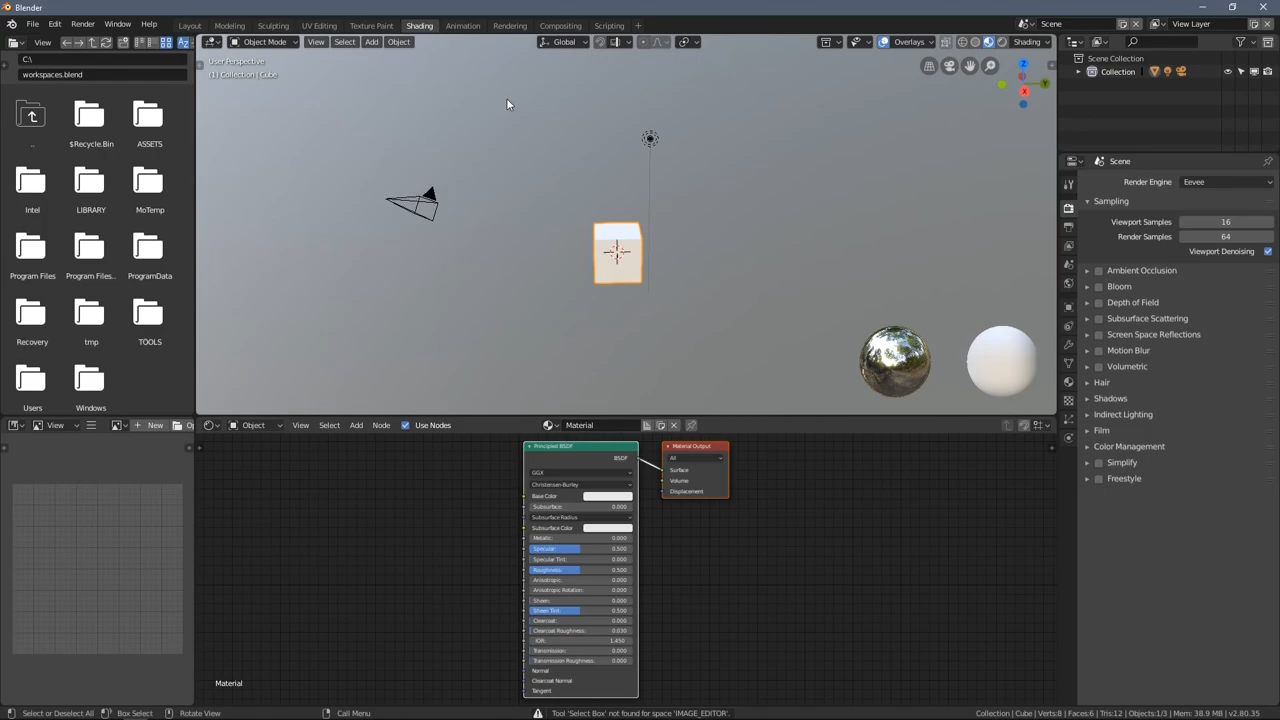 Blender
File Edit Render Window Help
Layout Modeling Sculpting UV Editing Texture Paint Shading Animation Rendering Compositing Scripting +
Scene
View Layer
View
Object Mode View Select Add Object
Global
Overlays
Shading
C:\
workspaces.blend
User Perspective
(1) Collection | Cube
Z
Y
X
Scene Collection
Collection
Scene
Render Engine Eevee
Sampling
Viewport Samples 16
Render Samples 64
Viewport Denoising
Ambient Occlusion
Bloom
Depth of Field
Subsurface Scattering
Screen Space Reflections
Motion Blur
Volumetric
Hair
Shadows
Indirect Lighting
Film
Color Management
Simplify
Freestyle
.. $Recycle.Bin ASSETS
Intel LIBRARY MoTemp
Program Files Program Files.. ProgramData
Recovery tmp TOOLS
Users Windows
View + New Op
Object View Select Add Node Use Nodes
Material
Principled BSDF
BSDF
GGX
Christensen-Burley
Base Color
Subsurface: 0.000
Subsurface Radius
Subsurface Color
Metallic: 0.000
Specular: 0.500
Specular Tint: 0.000
Roughness: 0.500
Anisotropic: 0.000
Anisotropic Rotation: 0.000
Sheen: 0.000
Sheen Tint: 0.500
Clearcoat: 0.000
Clearcoat Roughness: 0.030
IOR: 1.450
Transmission: 0.000
Transmission Roughness: 0.000
Normal
Clearcoat Normal
Tangent
Material Output
All
Surface
Volume
Displacement
Material
Select or Deselect All Box Select Rotate View Call Menu
Tool 'Select Box' not found for space 'IMAGE_EDITOR'.
Collection | Cube | Verts:8 | Faces:6 | Tris:12 | Objects:1/3 | Mem: 38.9 MB | v2.80.35